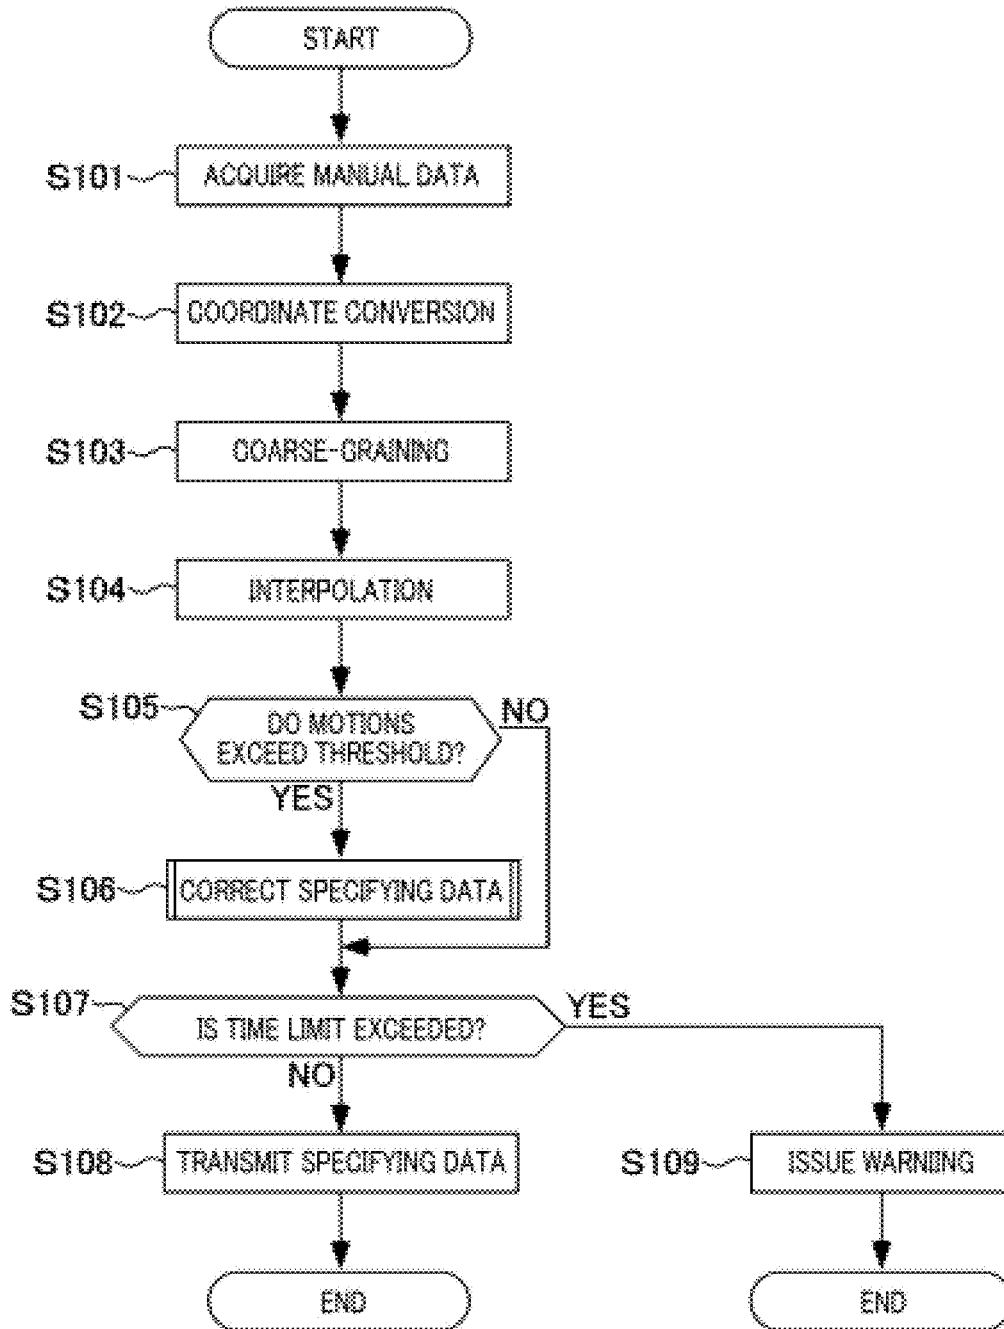 START
S101
ACQUIRE MANUAL DATA
S102
COORDINATE CONVERSION
S103
COARSE-GRAINING
S104
INTERPOLATION
S105
DO MOTIONS
EXCEED THRESHOLD?
NO
YES
S106
CORRECT SPECIFYING DATA
S107
IS TIME LIMIT EXCEEDED?
YES
NO
S108
TRANSMIT SPECIFYING DATA
S109
ISSUE WARNIING
END
END